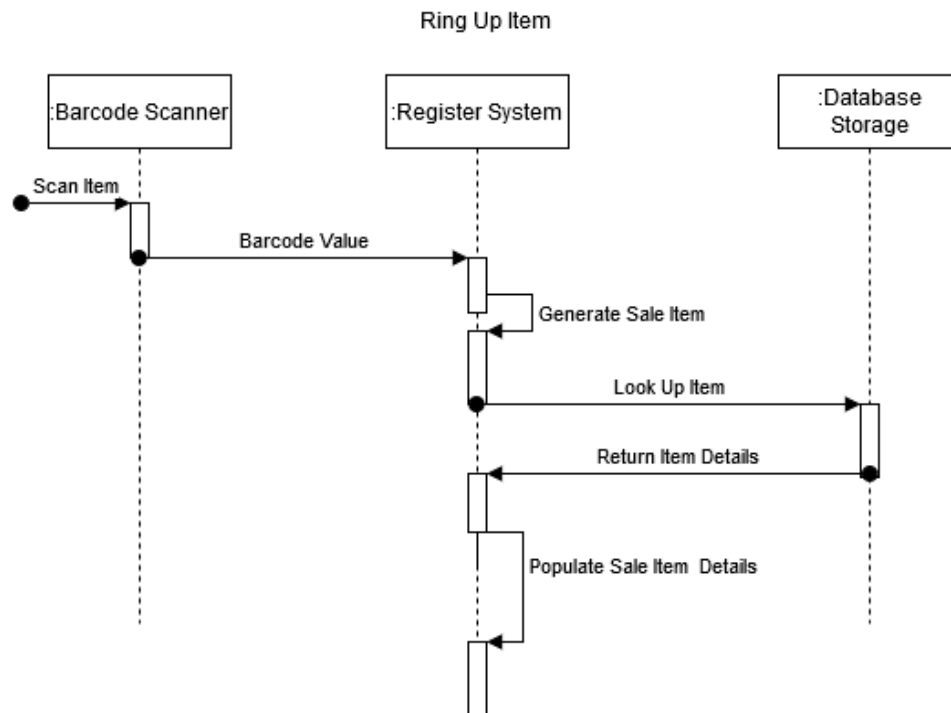 Ring Up Item
:Barcode Scanner
:Register System
:Database
Storage
Scan Item
Barcode Value
Generate Sale Item
Look Up Item
Return Item Details
Populate Sale Item  Details